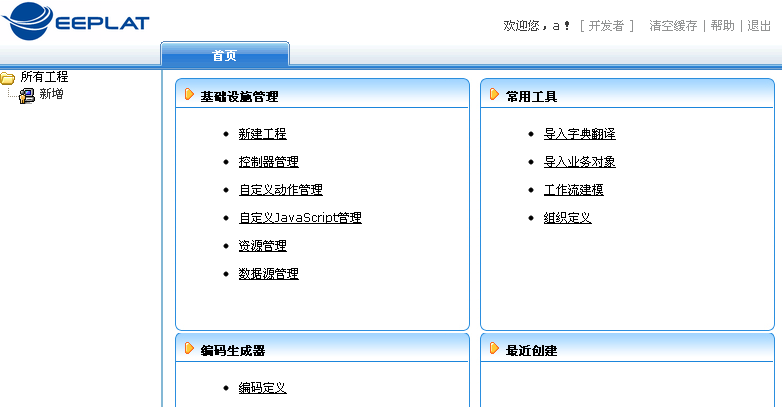 EEPLAT
欢迎您，a！ [ 开发者 ] 清空缓存 | 帮助 | 退出
首页
所有工程
新增
基础设施管理
新建工程
控制器管理
自定义动作管理
自定义JavaScript管理
资源管理
数据源管理
常用工具
导入字典翻译
导入业务对象
工作流建模
组织定义
编码生成器
编码定义
最近创建